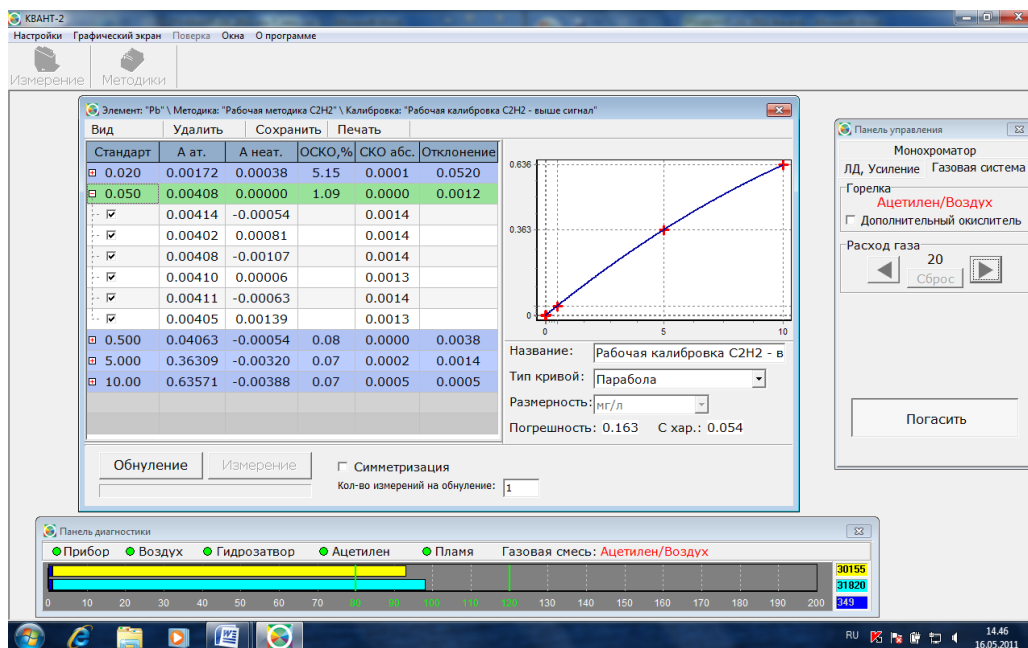 КВАНТ-2
Настройки Графический экран Поверка Окна О программе
Измерение Методики
Элемент: "Pb" \ Методика: "Рабочая методика C2H2" \ Калибровка: "Рабочая калибровка C2H2 - выше сигнал"
Вид Удалить Сохранить Печать
Стандарт А ат. А неат. ОСКО,% СКО абс. Отклонение
0.020 0.00172 0.00038 5.15 0.0001 0.0520
0.050 0.00408 0.00000 1.09 0.0000 0.0012
0.00414 -0.00054 0.0014
0.00402 0.00081 0.0014
0.00408 -0.00107 0.0014
0.00410 0.00006 0.0013
0.00411 -0.00063 0.0014
0.00405 0.00139 0.0013
0.500 0.04063 -0.00054 0.08 0.0000 0.0038
5.000 0.36309 -0.00320 0.07 0.0002 0.0014
10.00 0.63571 -0.00388 0.07 0.0005 0.0005
0.636
0.363
0
0 5 10
Название: Рабочая калибровка C2H2 - в
Тип кривой: Парабола
Размерность: мг/л
Погрешность: 0.163 С хар.: 0.054
Обнуление Измерение
Симметризация
Кол-во измерений на обнуление: 1
Панель управления
Монохроматор
ЛД, Усиление Газовая система
Горелка
Ацетилен/Воздух
Дополнительный окислитель
Расход газа
20
Сброс
Погасить
Панель диагностики
Прибор Воздух Гидрозатвор Ацетилен Пламя Газовая смесь: Ацетилен/Воздух
30155
31820
349
0 10 20 30 40 50 60 70 80 90 100 110 120 130 140 150 160 170 180 190 200
RU
14.46
16.05.2011